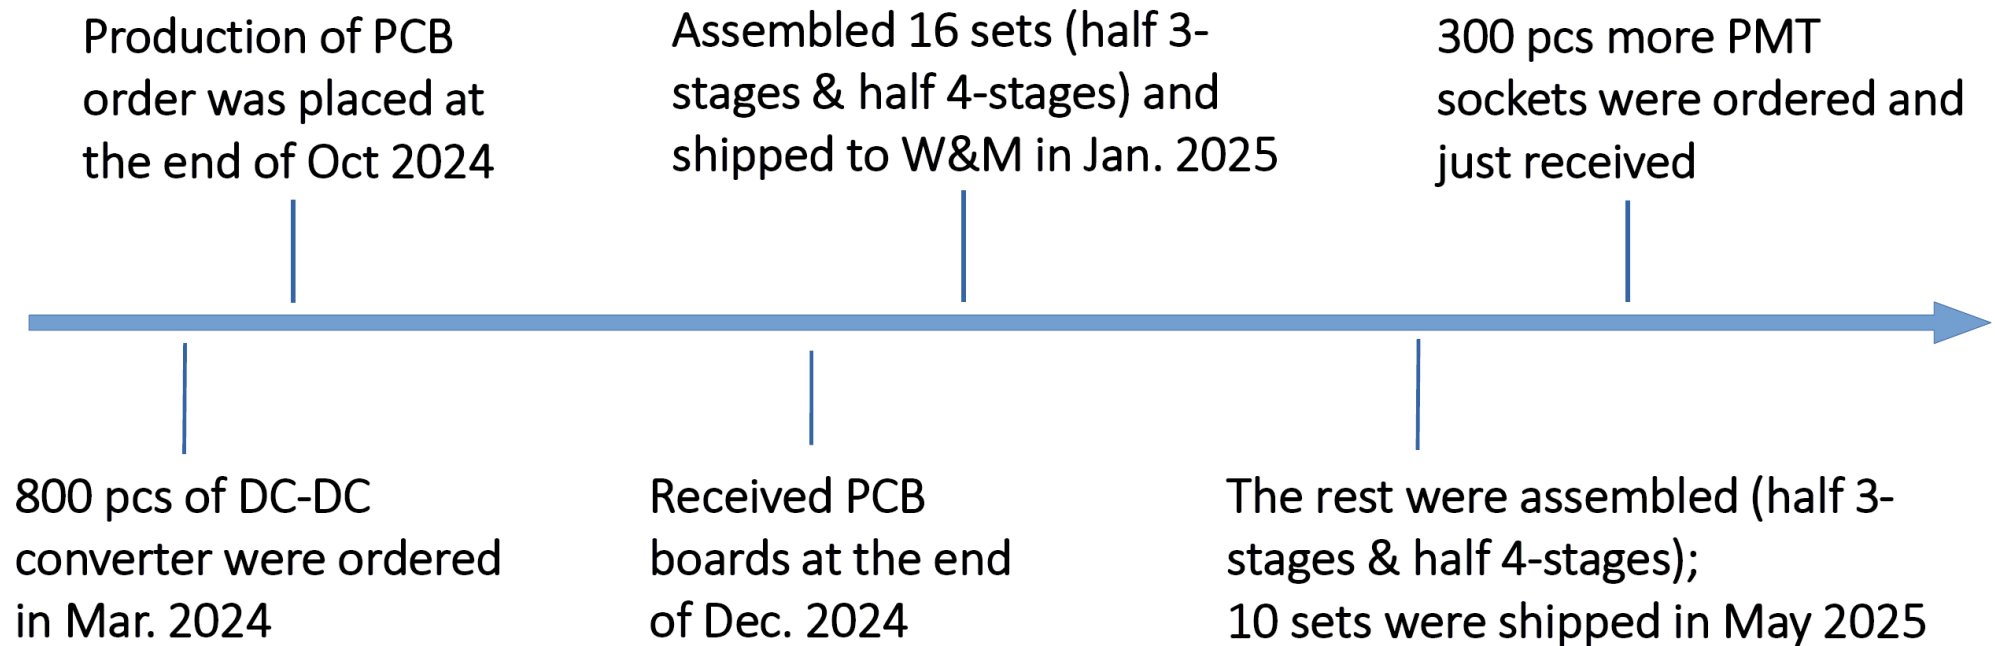 Production of PCB
order was placed at
the end of Oct 2024
Assembled 16 sets (half 3-
stages & half 4-stages) and
shipped to W&M in Jan. 2025
300 pcs more PMT
sockets were ordered and
just received
800 pcs of DC-DC
converter were ordered
in Mar. 2024
Received PCB
boards at the end
of Dec. 2024
The rest were assembled (half 3-
stages & half 4-stages);
10 sets were shipped in May 2025